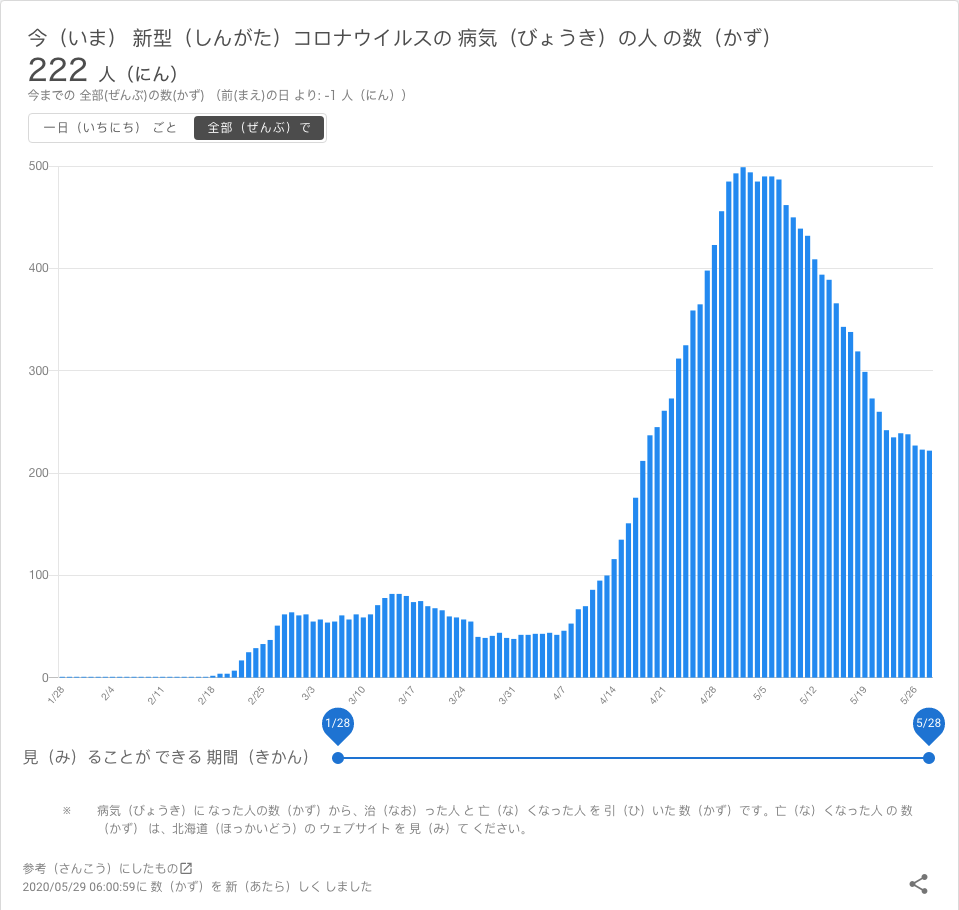 今（いま） 新型（しんがた）コロナウイルスの 病気（びょうき）の人 の数（かず）
222 人（にん）
今までの 全部(ぜんぶ)の数(かず) （前(まえ)の日 より: -1 人（にん））
一日（いちにち） ごと 全部（ぜんぶ）で
500
400
300
200
100
0
1/28 2/4 2/11 2/18 2/25 3/3 3/10 3/17 3/24 3/31 4/7 4/14 4/21 4/28 5/5 5/12 5/19 5/26
1/28 5/28
見（み）ることが できる 期間（きかん）
※ 病気（びょうき）に なった人の数（かず）から、治（なお）った人 と 亡（な）くなった人 を 引（ひ）いた 数（かず）です。亡（な）くなった人 の 数
（かず） は、北海道（ほっかいどう）の ウェブサイト を 見（み）て ください。
参考（さんこう）にしたもの
2020/05/29 06:00:59に 数（かず）を 新（あたら）しく しました